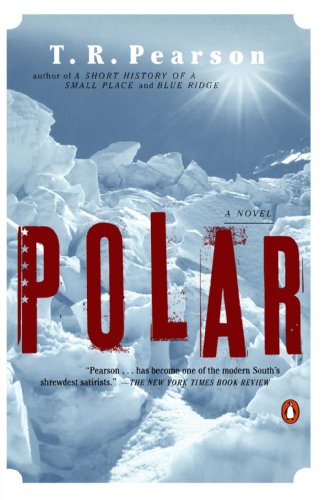 T. R. Pearson
author of A SHORT HISTORY OF A
SMALL PLACE and BLUE RIDGE
A NOVEL
POLAR
"Pearson . . . has become one of the modern South's
shrewdest satirists." —THE NEW YORK TIMES BOOK REVIEW